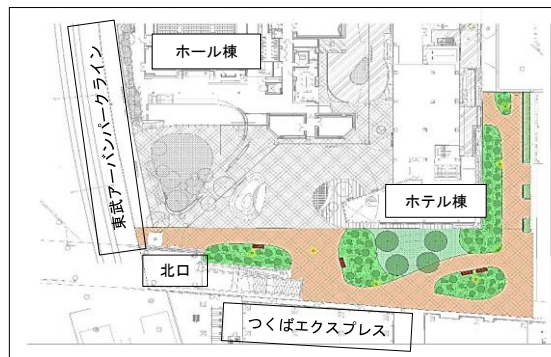 ホール棟
東武アーバンパークライン
ホテル棟
北口
つくばエクスプレス